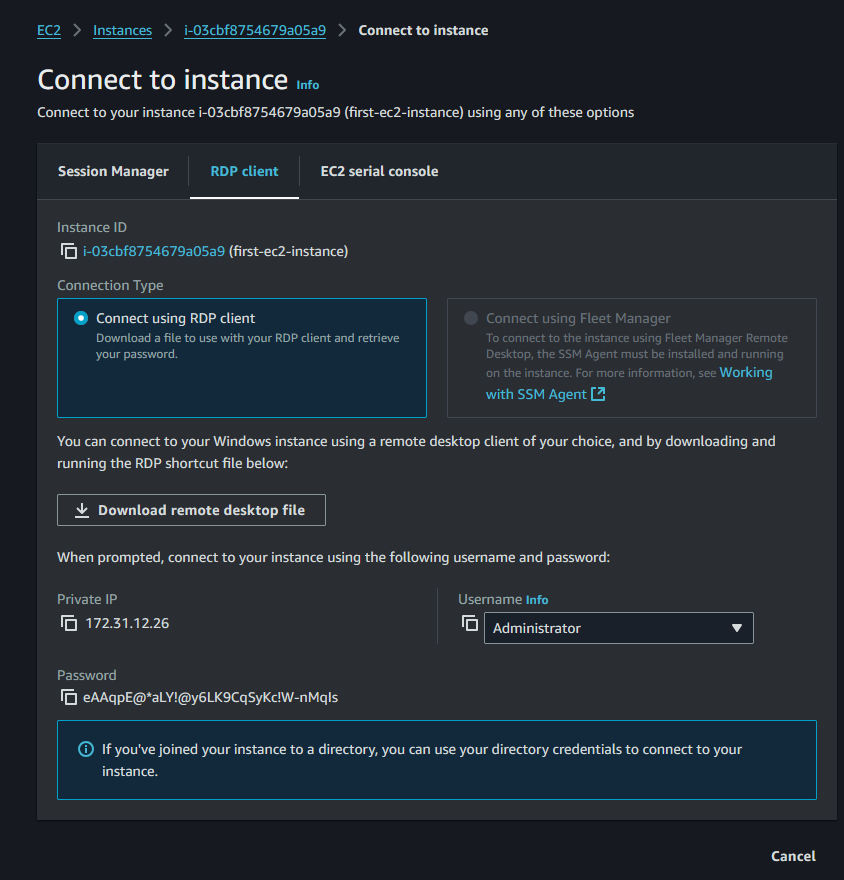 EC2 > Instances > i-03cbf8754679a05a9 > Connect to instance
Connect to instance Info
Connect to your instance i-03cbf8754679a05a9 (first-ec2-instance) using any of these options
Session Manager RDP client EC2 serial console
Instance ID
i-03cbf8754679a05a9 (first-ec2-instance)
Connection Type
Connect using RDP client
Download a file to use with your RDP client and retrieve
your password.
Connect using Fleet Manager
To connect to the instance using Fleet Manager Remote
Desktop, the SSM Agent must be installed and running
on the instance. For more information, see Working
with SSM Agent
You can connect to your Windows instance using a remote desktop client of your choice, and by downloading and
running the RDP shortcut file below:
Download remote desktop file
When prompted, connect to your instance using the following username and password:
Private IP
172.31.12.26
Username Info
Administrator
Password
eAAqpE@*aLY!@y6LK9CqSyKc!W-nMqIs
If you've joined your instance to a directory, you can use your directory credentials to connect to your
instance.
Cancel